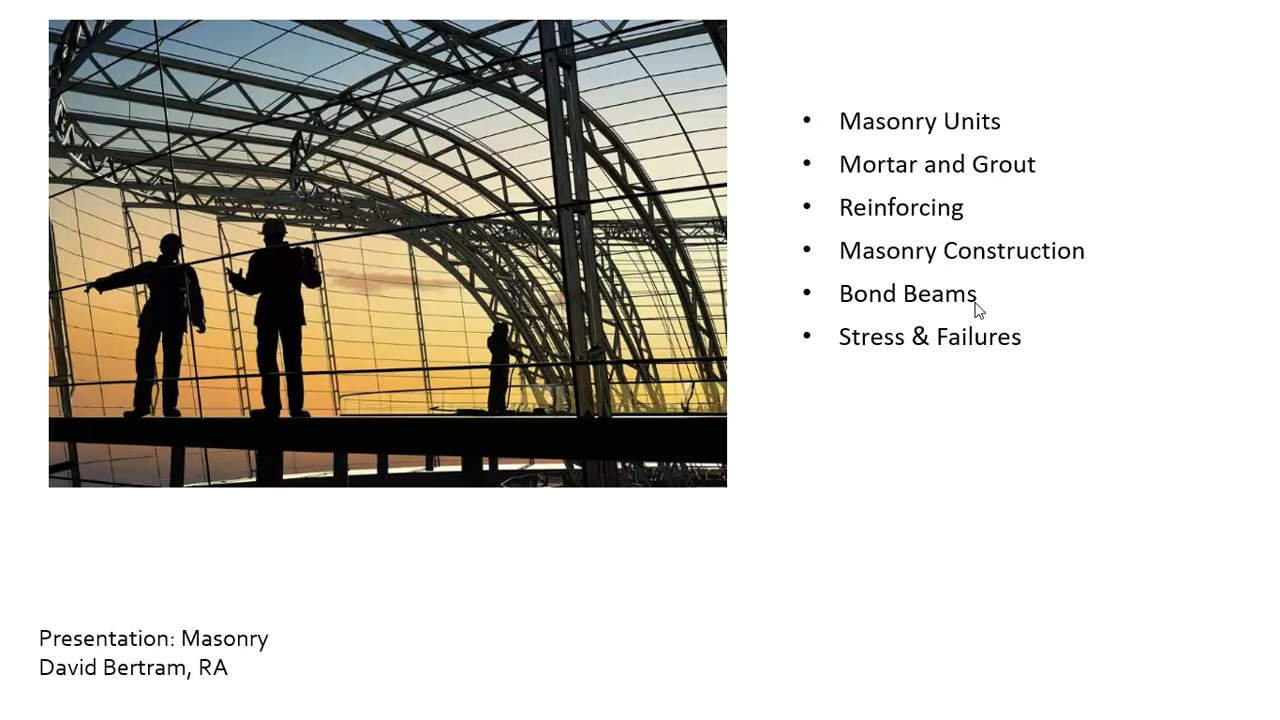 • Masonry Units
• Mortar and Grout
• Reinforcing
• Masonry Construction
• Bond Beams
• Stress & Failures
Presentation: Masonry
David Bertram, RA